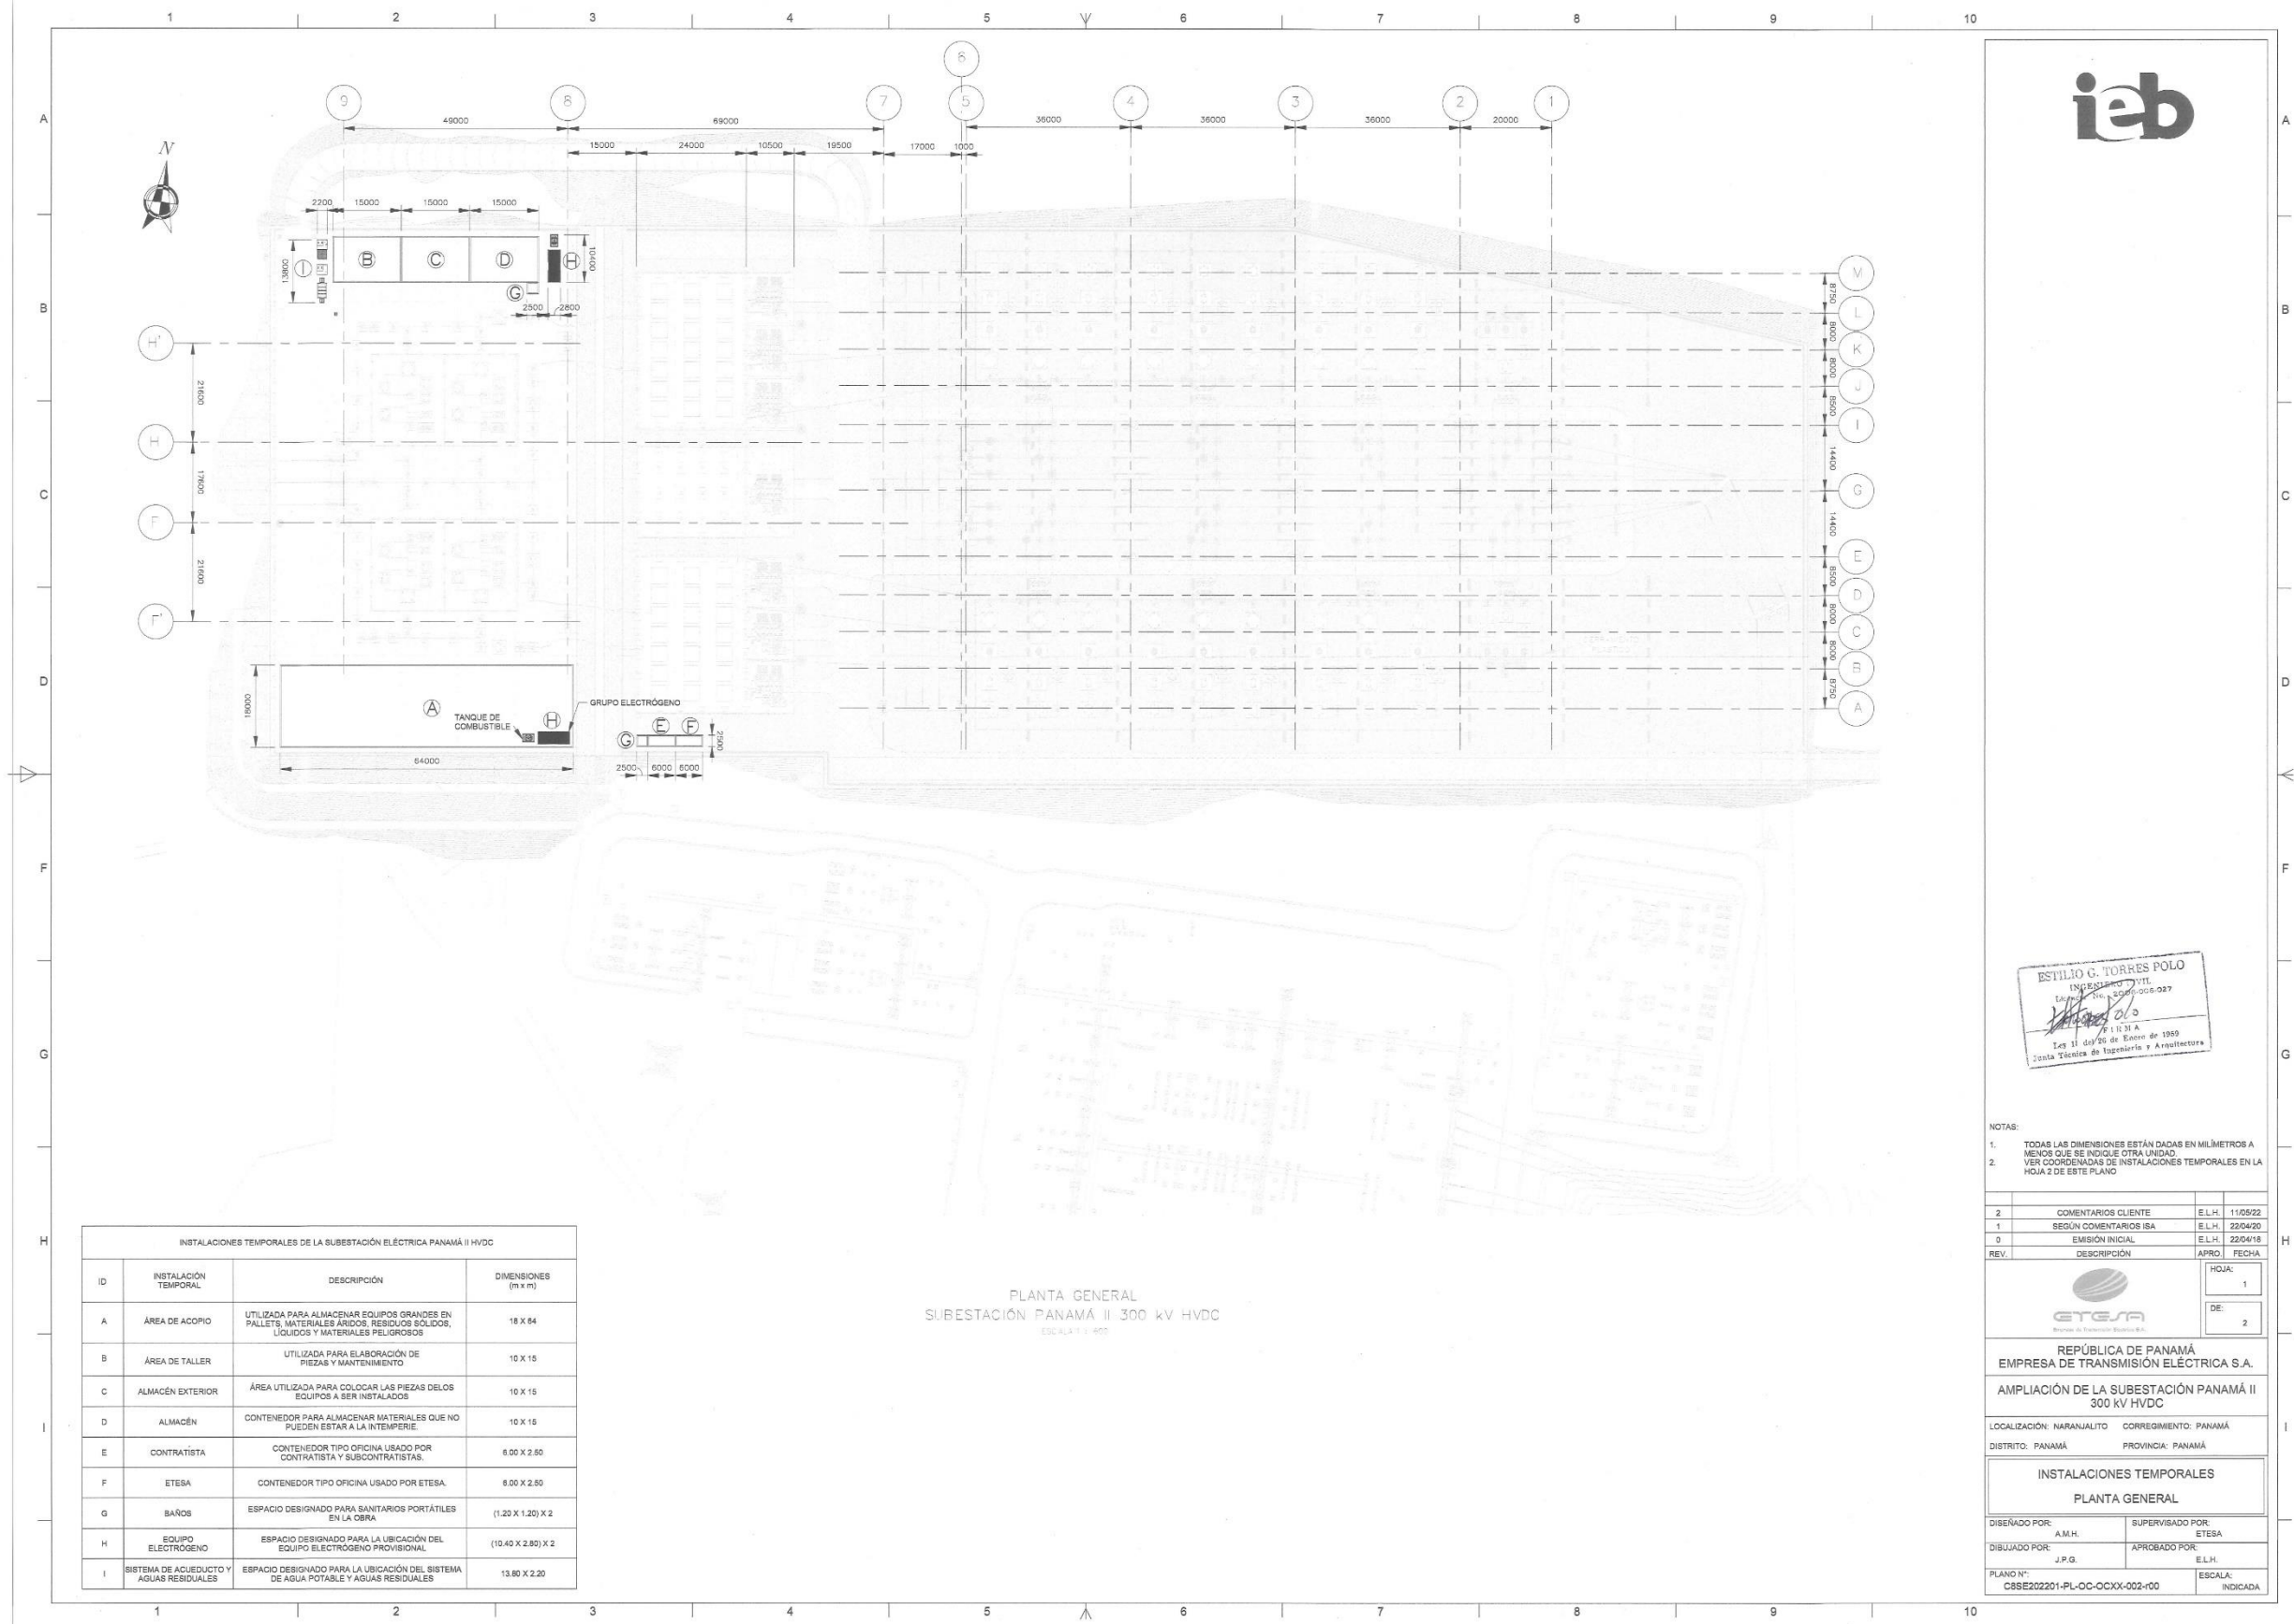 1 2 3 4 5 6 7 8 9 10
A
B
C
D
F
G
H
I
A
B
C
D
F
G
H
I
ieb
N
6
9 8 7 5 4 3 2 1
49000 69000 36000 36000 36000 20000
15000 24000 10500 19500 17000 1000
2200 15000 15000 15000
13800
I B C D H
10400
G
2500 2800
H'
21600
H
17600
F
21600
F'
M
8750
L
8000
K
8000
J
8500
I
14400
G
14400
E
8500
D
8000
C
8000
B
8750
A
18000
A
TANQUE DE
COMBUSTIBLE
H
GRUPO ELECTRÓGENO
64000
G E F
2500
2500 6000 6000
PLANTA GENERAL
SUBESTACIÓN PANAMÁ II 300 kV HVDC
INSTALACIONES TEMPORALES DE LA SUBESTACIÓN ELÉCTRICA PANAMÁ II HVDC
ID INSTALACIÓN TEMPORAL DESCRIPCIÓN DIMENSIONES (m x m)
A ÁREA DE ACOPIO UTILIZADA PARA ALMACENAR EQUIPOS GRANDES EN
PALLETS, MATERIALES ÁRIDOS, RESIDUOS SÓLIDOS,
LÍQUIDOS Y MATERIALES PELIGROSOS
18 X 64
B ÁREA DE TALLER UTILIZADA PARA ELABORACIÓN DE
PIEZAS Y MANTENIMIENTO
10 X 15
C ALMACÉN EXTERIOR ÁREA UTILIZADA PARA COLOCAR LAS PIEZAS DELOS
EQUIPOS A SER INSTALADOS
10 X 15
D ALMACÉN CONTENEDOR PARA ALMACENAR MATERIALES QUE NO
PUEDEN ESTAR A LA INTEMPERIE.
10 X 15
E CONTRATISTA CONTENEDOR TIPO OFICINA USADO POR
CONTRATISTA Y SUBCONTRATISTAS.
6.00 X 2.50
F ETESA CONTENEDOR TIPO OFICINA USADO POR ETESA. 6.00 X 2.50
G BAÑOS ESPACIO DESIGNADO PARA SANITARIOS PORTÁTILES
EN LA OBRA
(1.20 X 1.20) X 2
H EQUIPO ELECTRÓGENO ESPACIO DESIGNADO PARA LA UBICACIÓN DEL
EQUIPO ELECTRÓGENO PROVISIONAL
(10.40 X 2.80) X 2
I SISTEMA DE ACUEDUCTO Y AGUAS RESIDUALES ESPACIO DESIGNADO PARA LA UBICACIÓN DEL SISTEMA
DE AGUA POTABLE Y AGUAS RESIDUALES
13.80 X 2.20
ESTILIO G. TORRES POLO
INGENIERO CIVIL
FIRMA
Ley 15 del 26 de Enero de 1959
Junta Técnica de Ingeniería y Arquitectura
NOTAS:
1. TODAS LAS DIMENSIONES ESTÁN DADAS EN MILÍMETROS A
MENOS QUE SE INDIQUE OTRA UNIDAD.
2. VER COORDENADAS DE INSTALACIONES TEMPORALES EN LA
HOJA 2 DE ESTE PLANO
2 COMENTARIOS CLIENTE E.L.H. 11/05/22
1 SEGÚN COMENTARIOS ISA E.L.H. 22/04/20
0 EMISIÓN INICIAL E.L.H. 22/04/18
REV. DESCRIPCIÓN APRO. FECHA
ETESA
Empresa de Transmisión Eléctrica S.A.
HOJA:
1
DE:
2
REPÚBLICA DE PANAMÁ
EMPRESA DE TRANSMISIÓN ELÉCTRICA S.A.
AMPLIACIÓN DE LA SUBESTACIÓN PANAMÁ II
300 kV HVDC
LOCALIZACIÓN: NARANJALITO CORREGIMIENTO: PANAMÁ
DISTRITO: PANAMÁ PROVINCIA: PANAMÁ
INSTALACIONES TEMPORALES
PLANTA GENERAL
DISEÑADO POR: SUPERVISADO POR:
A.M.H. ETESA
DIBUJADO POR: APROBADO POR:
J.P.G. E.L.H.
PLANO N°: ESCALA:
C8SE202201-PL-OC-OCXX-002-r00 INDICADA
1 2 3 4 5 6 7 8 9 10